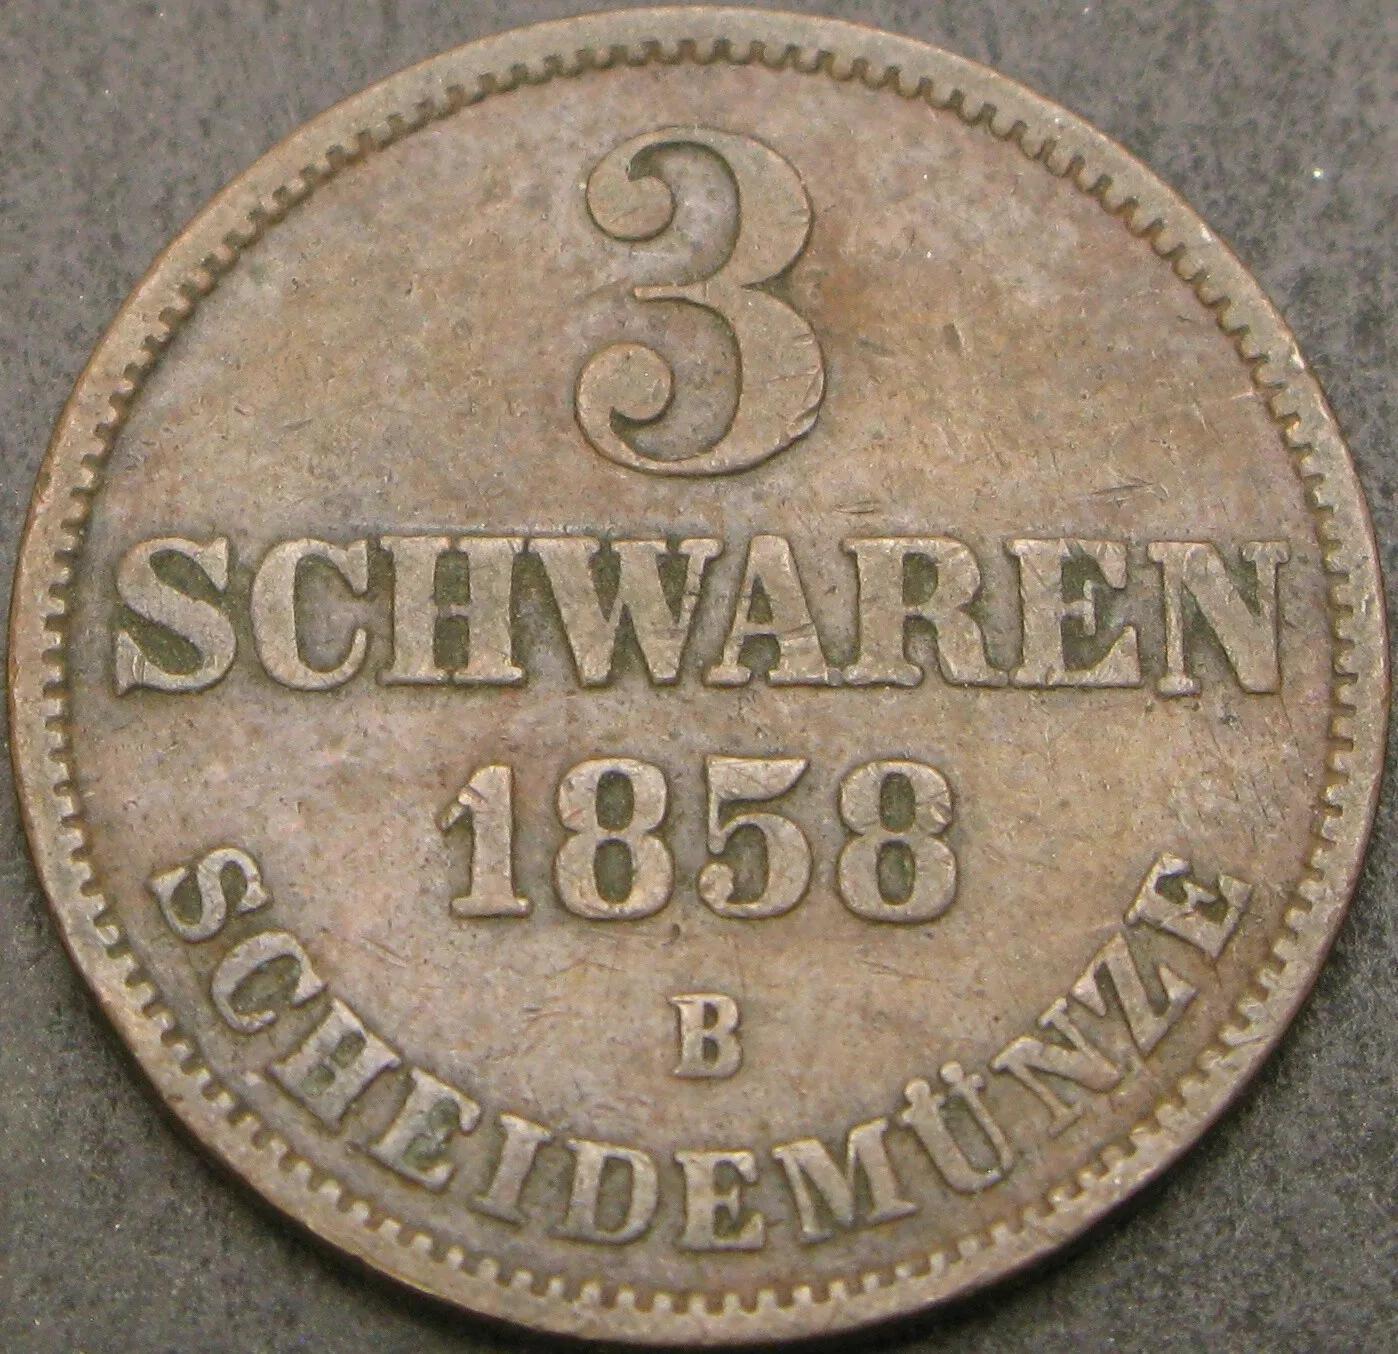 3
SCHWAREN
1858
B
SCHEIDEMÜNZE